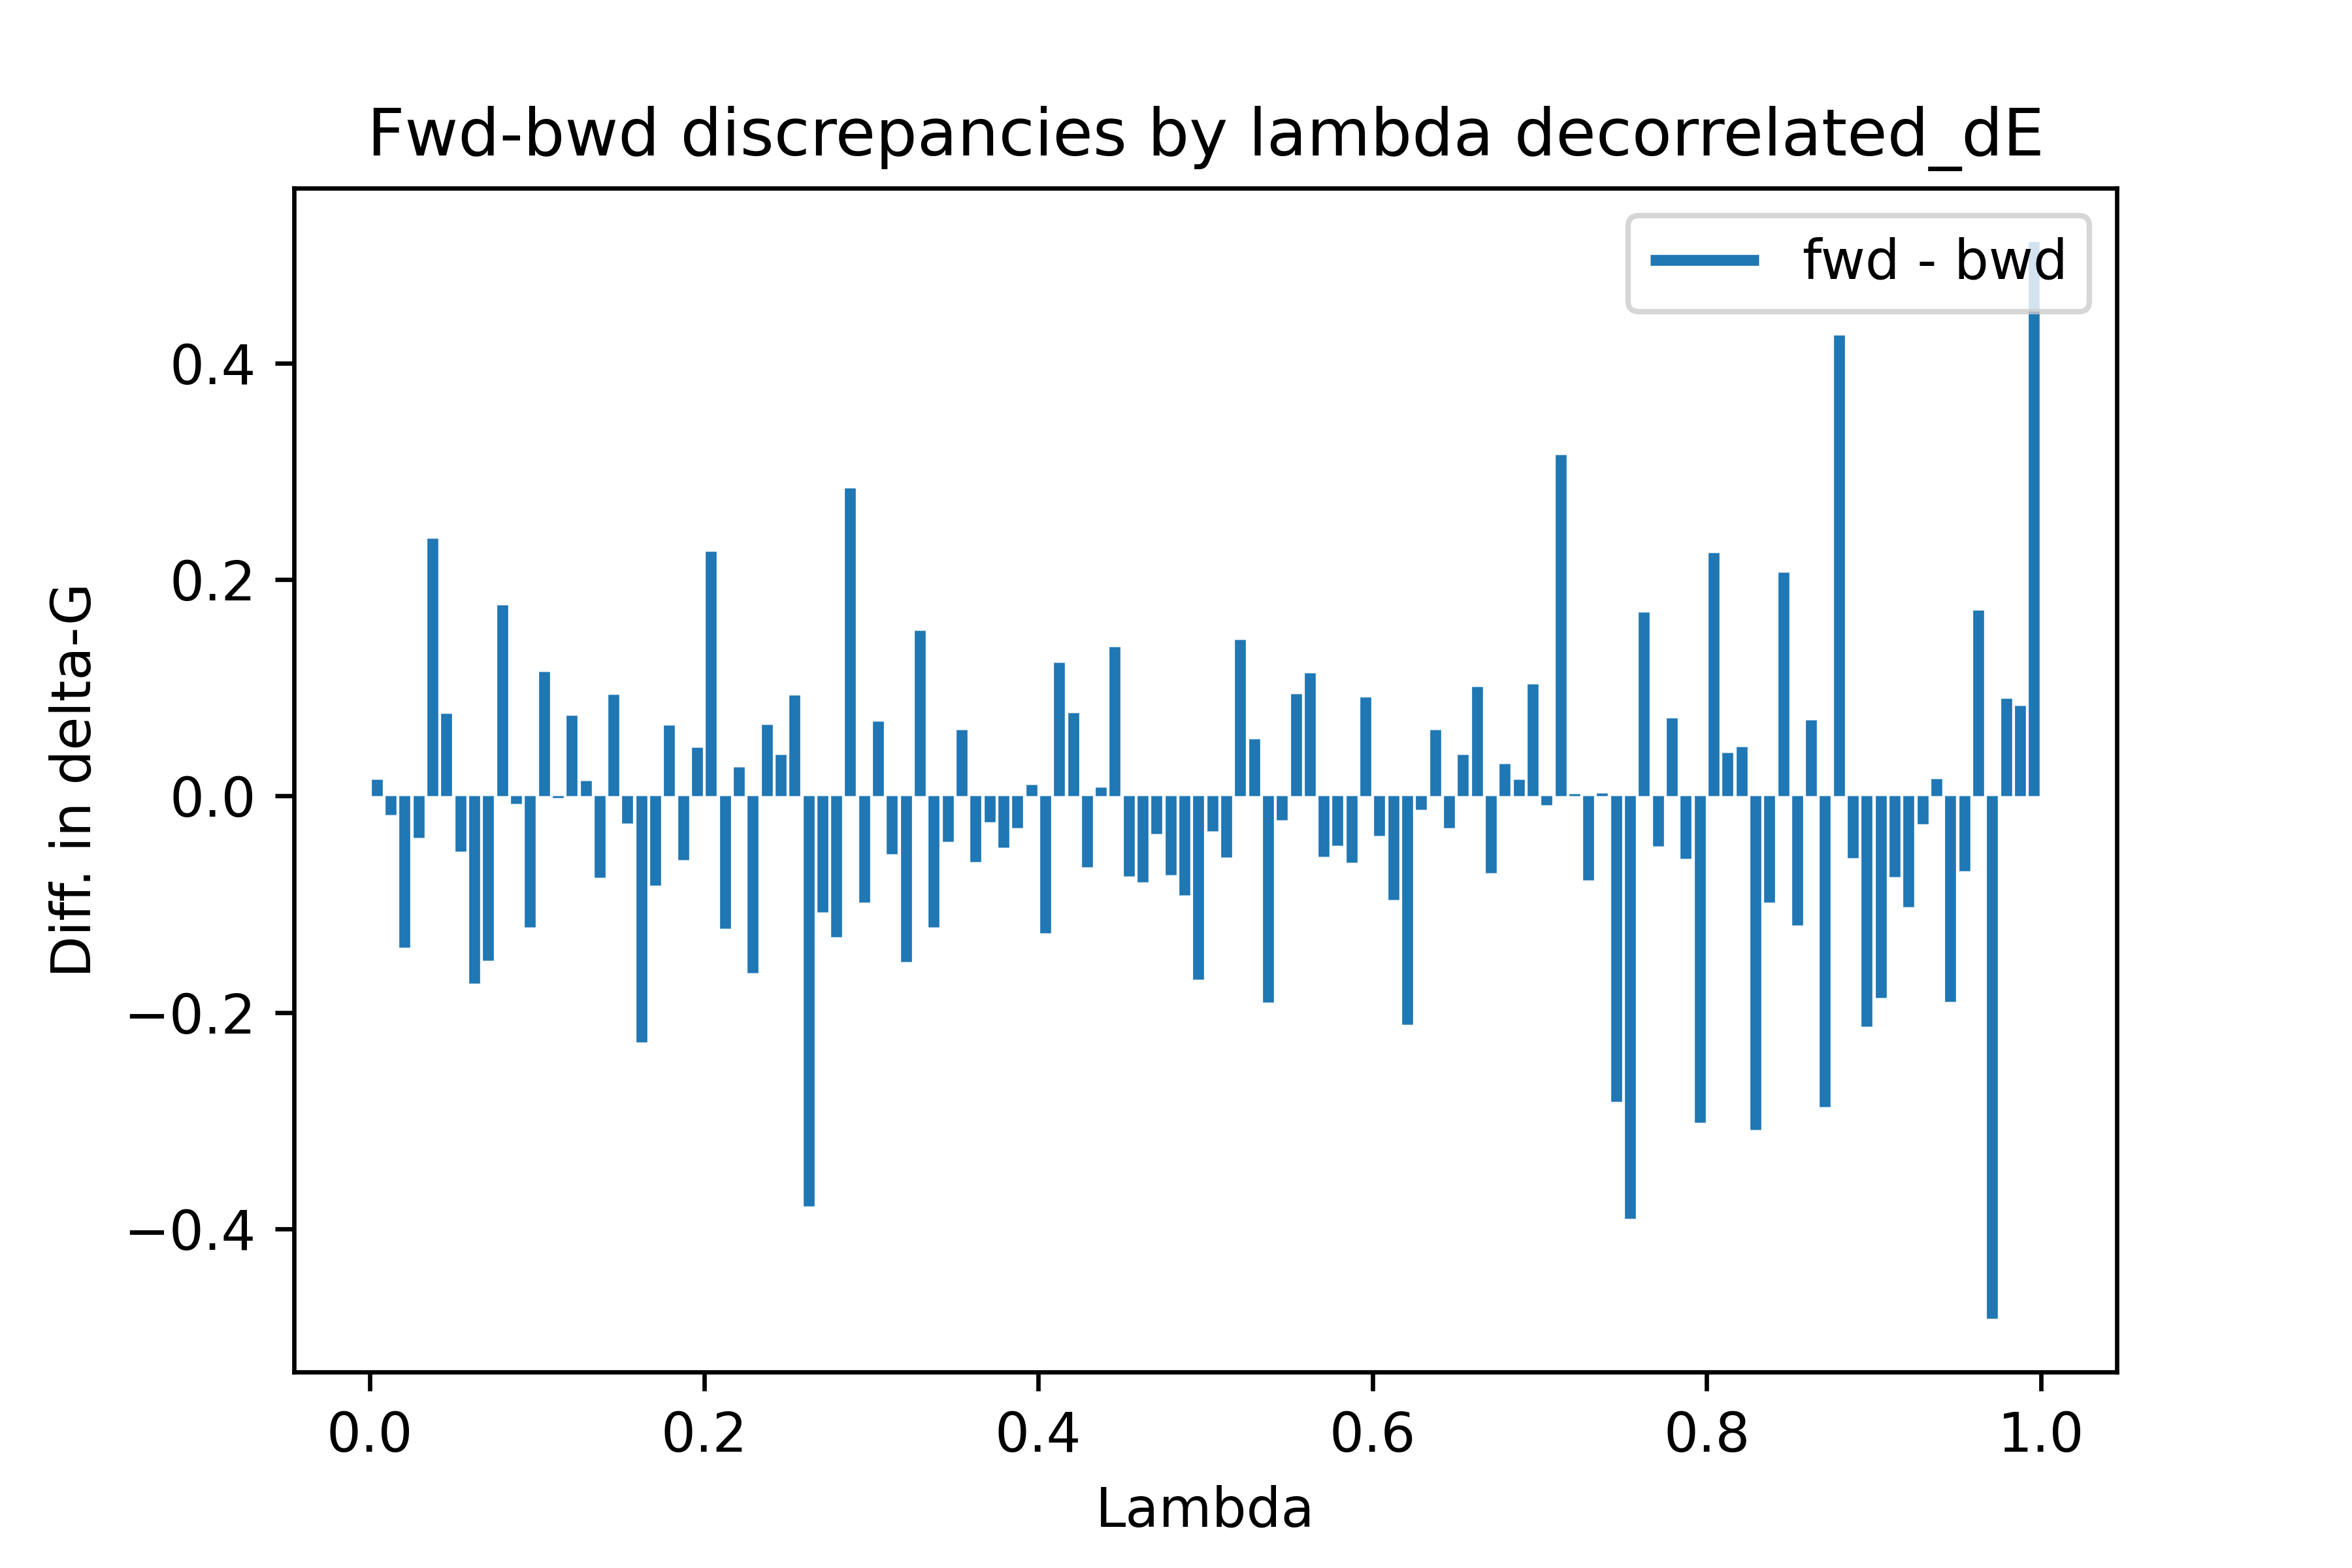 Fwd-bwd discrepancies by lambda decorrelated_dE
fwd - bwd
0.4
0.2
0.0
−0.2
−0.4
Diff. in delta-G
0.0 0.2 0.4 0.6 0.8 1.0
Lambda